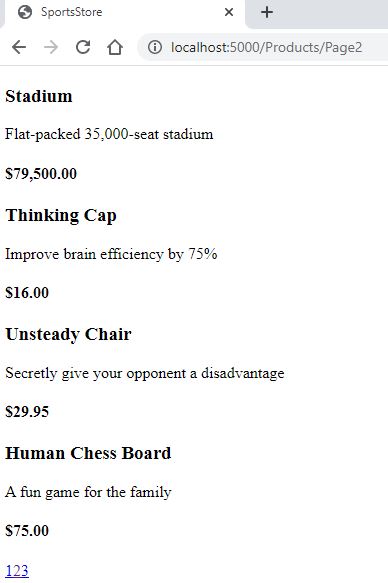 SportsStore
localhost:5000/Products/Page2
Stadium
Flat-packed 35,000-seat stadium
$79,500.00
Thinking Cap
Improve brain efficiency by 75%
$16.00
Unsteady Chair
Secretly give your opponent a disadvantage
$29.95
Human Chess Board
A fun game for the family
$75.00
123